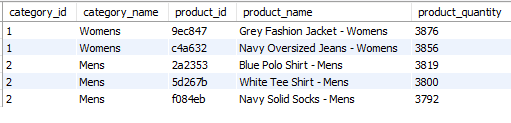 category_id category_name product_id product_name product_quantity
1 Womens 9ec847 Grey Fashion Jacket - Womens 3876
1 Womens c4a632 Navy Oversized Jeans - Womens 3856
2 Mens 2a2353 Blue Polo Shirt - Mens 3819
2 Mens 5d267b White Tee Shirt - Mens 3800
2 Mens f084eb Navy Solid Socks - Mens 3792